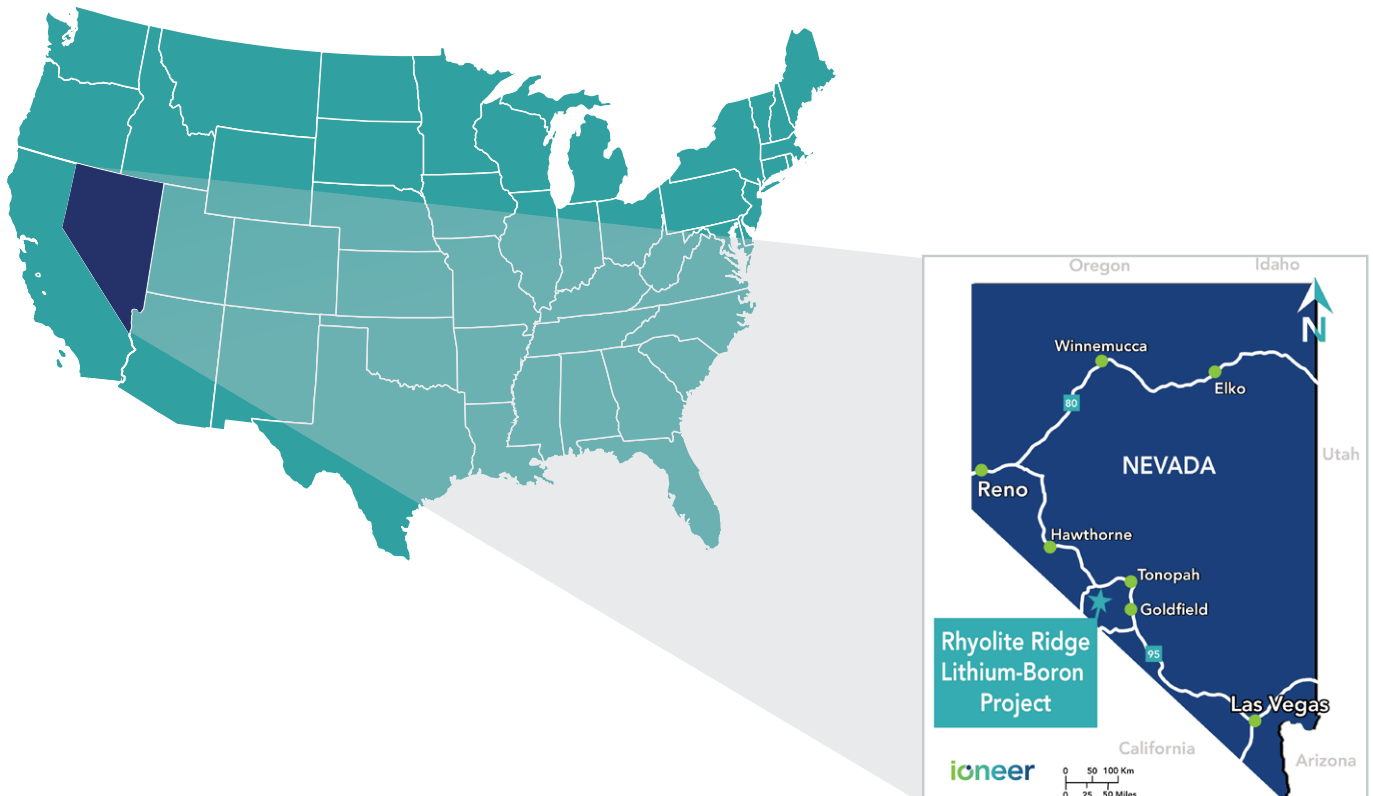 Oregon
Idaho
N
Winnemucca
Elko
80
Utah
NEVADA
Reno
Hawthorne
Tonopah
Goldfield
Rhyolite Ridge
Lithium-Boron
Project
95
Las Vegas
California
Arizona
ioneer
0 50 100 Km
0 25 50 Miles